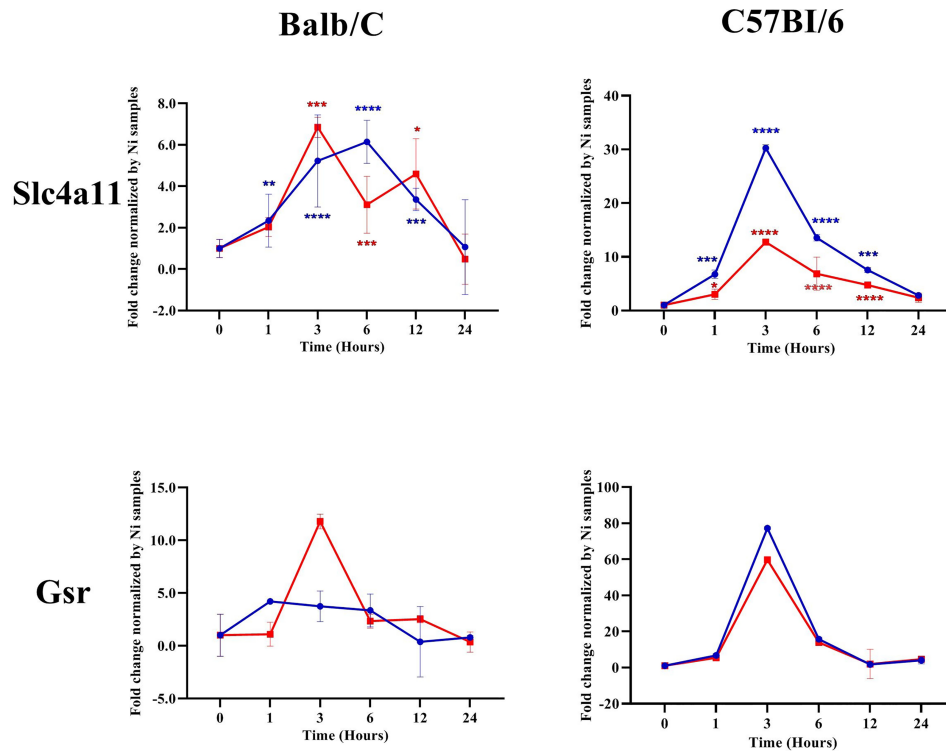 Balb/C
C57BI/6
Slc4a11
Fold change normalized by Ni samples
8.0
6.0
4.0
2.0
0.0
-2.0
***
****
*
**
****
***
***
0 1 3 6 12 24
Time (Hours)
Fold change normalized by Ni samples
40
30
20
10
0
****
***
****
****
***
*
****
****
0 1 3 6 12 24
Time (Hours)
Gsr
Fold change normalized by Ni samples
15.0
10.0
5.0
0.0
-5.0
0 1 3 6 12 24
Time (Hours)
Fold change normalized by Ni samples
100
80
60
40
20
0
-20
0 1 3 6 12 24
Time (Hours)